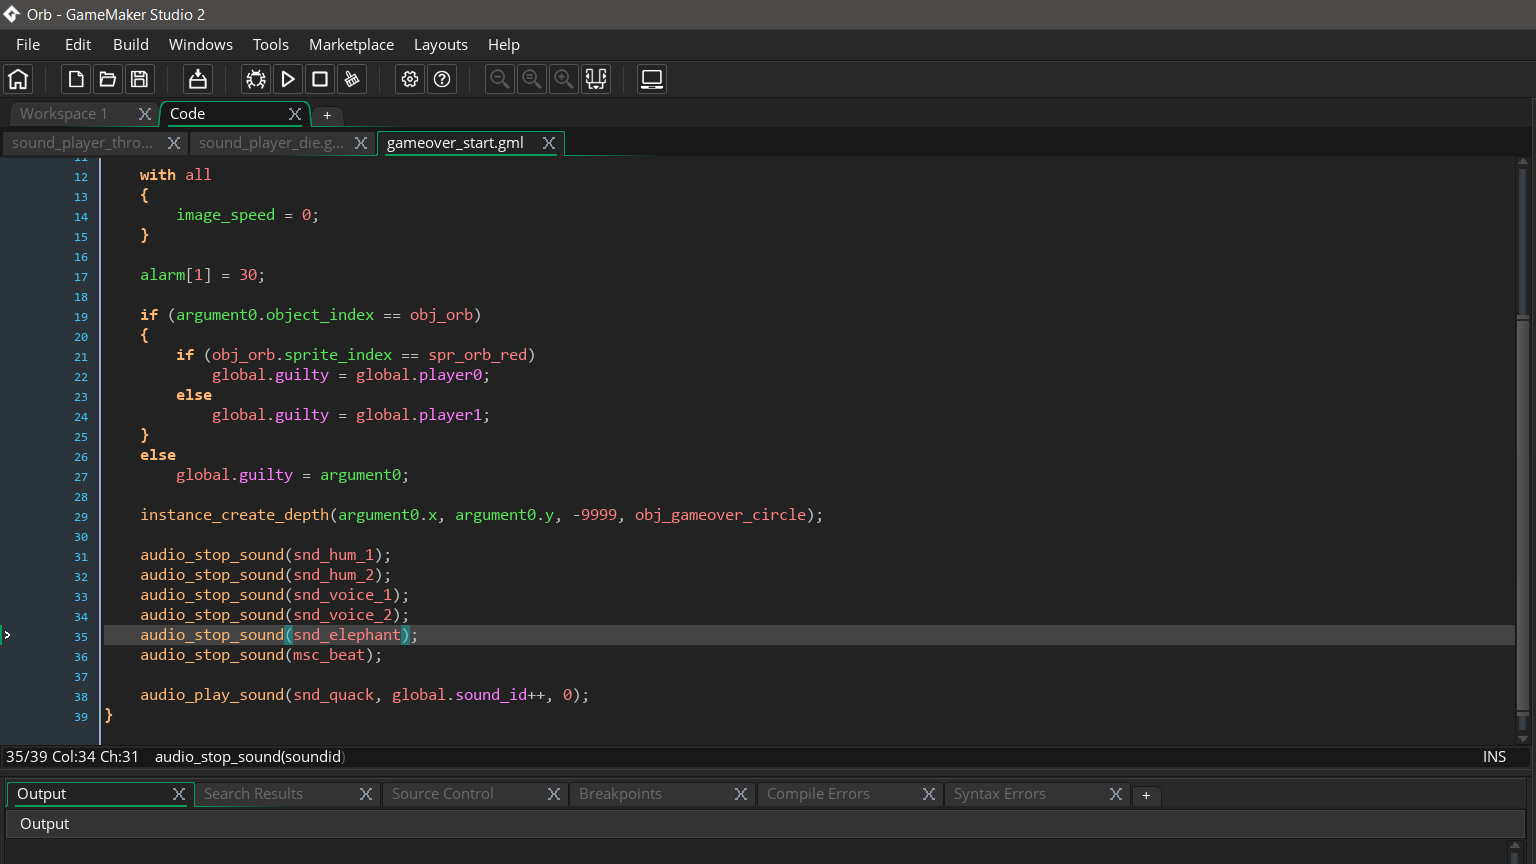 Orb - GameMaker Studio 2
File Edit Build Windows Tools Marketplace Layouts Help
Workspace 1 Code +
sound_player_thro... sound_player_die.g... gameover_start.gml
11
12 with all
13 {
14 image_speed = 0;
15 }
16
17 alarm[1] = 30;
18
19 if (argument0.object_index == obj_orb)
20 {
21 if (obj_orb.sprite_index == spr_orb_red)
22 global.guilty = global.player0;
23 else
24 global.guilty = global.player1;
25 }
26 else
27 global.guilty = argument0;
28
29 instance_create_depth(argument0.x, argument0.y, -9999, obj_gameover_circle);
30
31 audio_stop_sound(snd_hum_1);
32 audio_stop_sound(snd_hum_2);
33 audio_stop_sound(snd_voice_1);
34 audio_stop_sound(snd_voice_2);
35 audio_stop_sound(snd_elephant);
36 audio_stop_sound(msc_beat);
37
38 audio_play_sound(snd_quack, global.sound_id++, 0);
39 }
35/39 Col:34 Ch:31 audio_stop_sound(soundid) INS
Output Search Results Source Control Breakpoints Compile Errors Syntax Errors +
Output